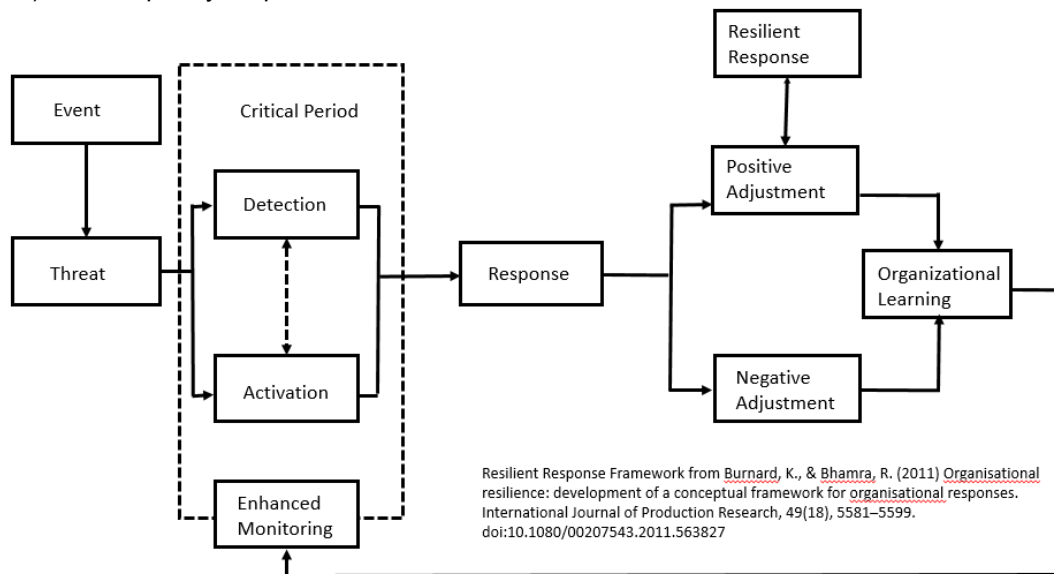 Event
Threat
Critical Period
Detection
Activation
Enhanced
Monitoring
Response
Resilient
Response
Positive
Adjustment
Negative
Adjustment
Organizational
Learning
Resilient Response Framework from Burnard, K., & Bhamra, R. (2011) Organisational
resilience: development of a conceptual framework for organisational responses.
International Journal of Production Research, 49(18), 5581–5599.
doi:10.1080/00207543.2011.563827